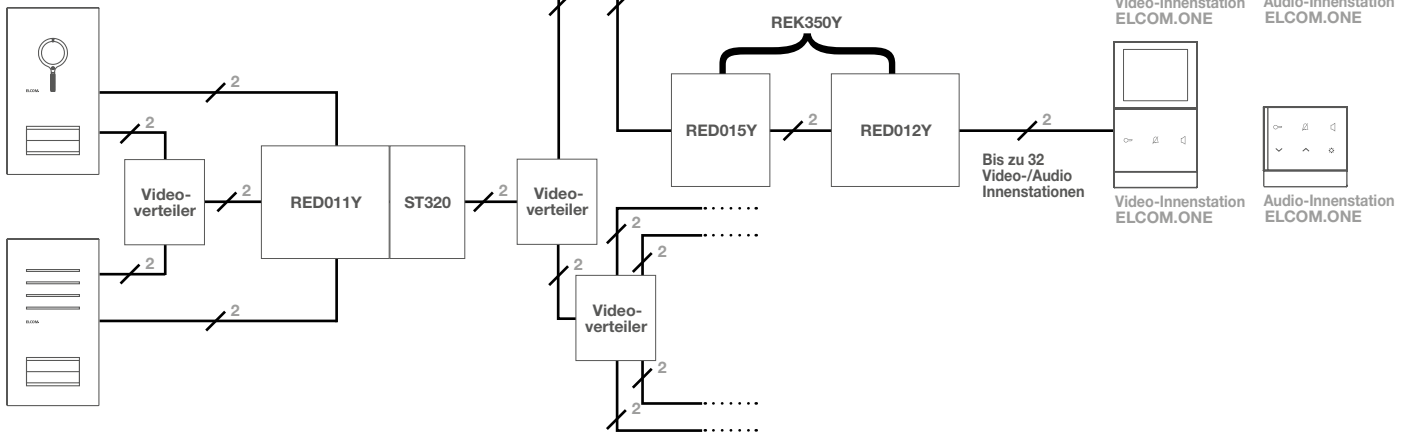 Video-Innenstation
ELCOM.ONE
Audio-Innenstation
ELCOM.ONE
REK350Y
ELCOM.
2
2
Video-
verteiler
2
RED011Y
ST320
2
Video-
verteiler
RED015Y
2
RED012Y
2
Bis zu 32
Video-/Audio
Innenstationen
Video-Innenstation
ELCOM.ONE
Audio-Innenstation
ELCOM.ONE
2
2
ELCOM.
2
2
2
Video-
verteiler
2
2